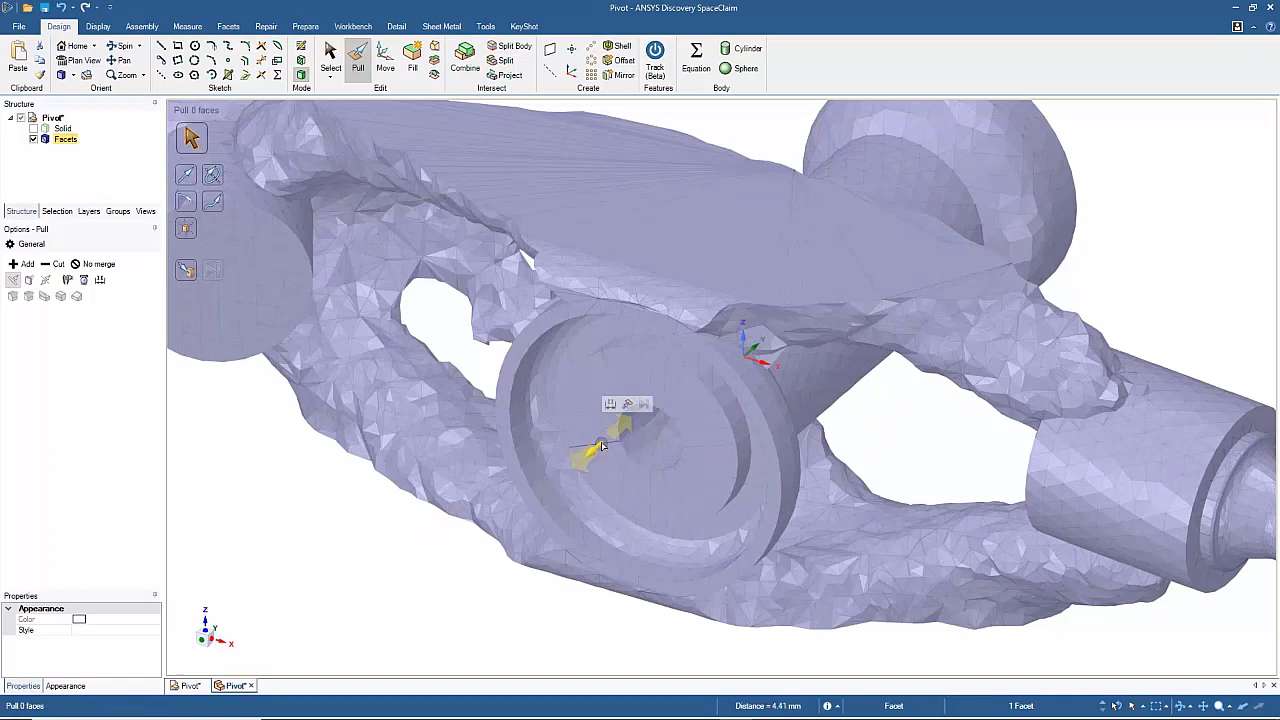 Pivot - ANSYS Discovery SpaceClaim
File Design Display Assembly Measure Facets Repair Prepare Workbench Detail Sheet Metal Tools KeyShot
Paste
Home Spin
Plan View Pan
Zoom
Select Pull Move Fill
Combine
Split Body
Split
Project
Shell
Offset
Mirror
Track
(Beta)
Equation
Cylinder
Sphere
Clipboard Orient Sketch Mode Edit Intersect Create Features Body
Structure
Pivot*
Solid
Facets
Structure Selection Layers Groups Views
Options - Pull
General
Add Cut No merge
Pull 0 faces
Z
Y
X
Properties
Appearance
Color
Style
Z
Y
X
Properties Appearance
Pivot* Pivot*
Pull 0 faces Distance = 4.41 mm Facet 1 Facet